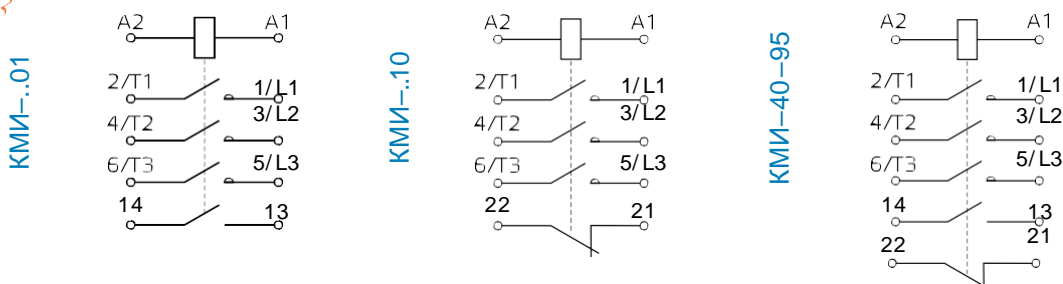 КМИ–..01
A2 A1
2/T1 1/L1
3/L2
4/T2
6/T3 5/L3
14 13
КМИ–..10
A2 A1
2/T1 1/L1
3/L2
4/T2
6/T3 5/L3
22 21
КМИ–40–95
A2 A1
2/T1 1/L1
3/L2
4/T2
6/T3 5/L3
14 13
21
22